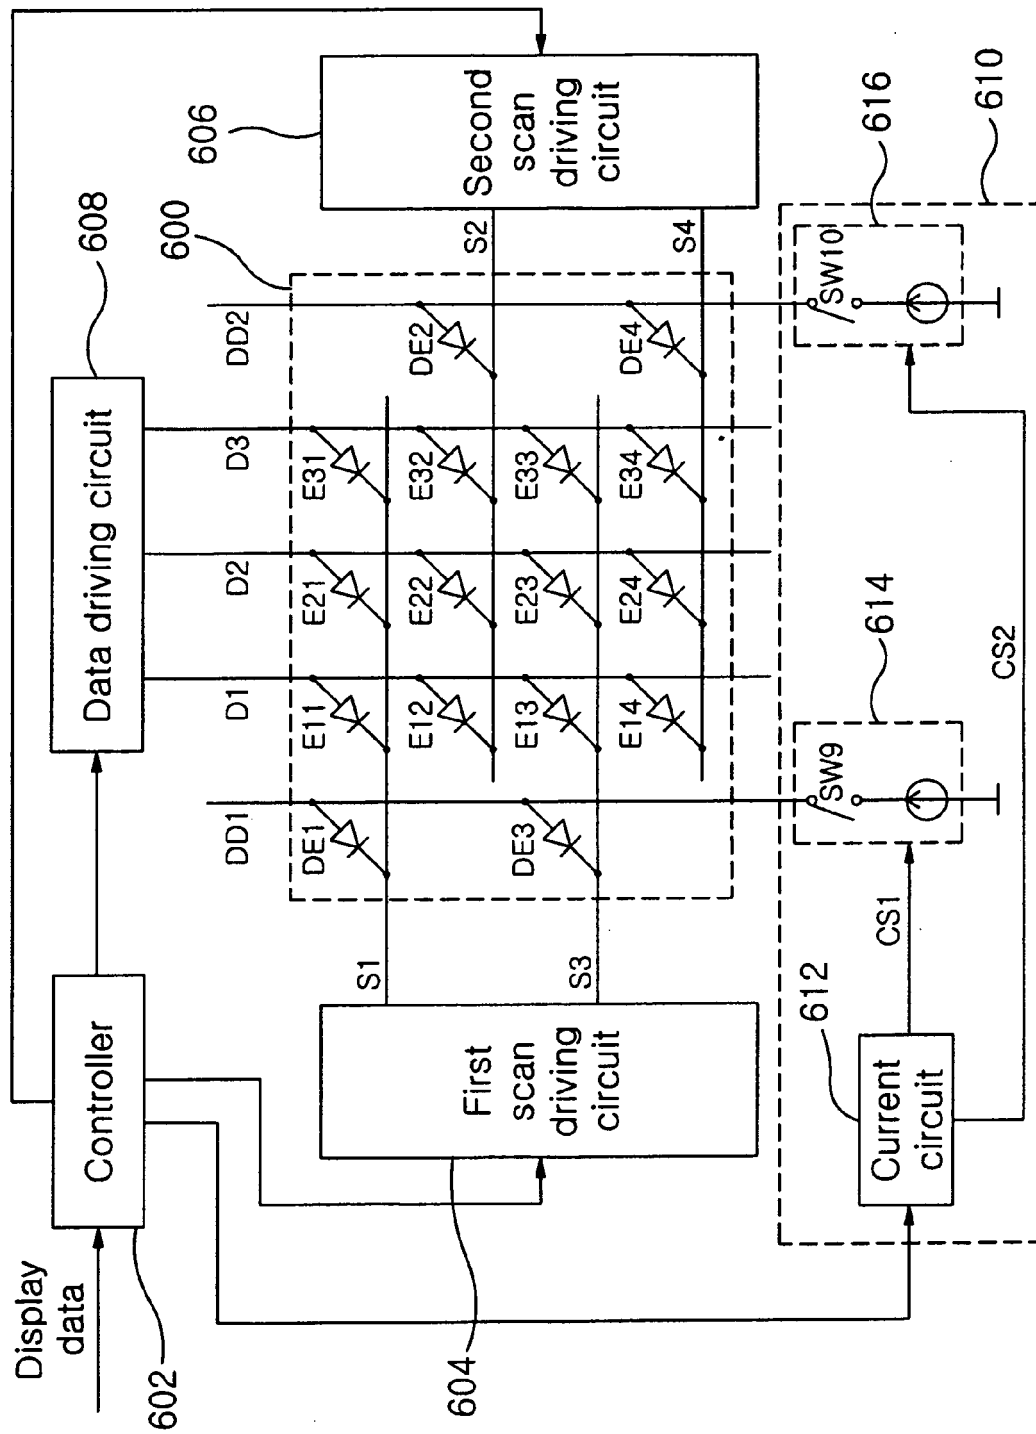 Display
data
602
Controller
Data driving circuit
608
600
606
DD1
D1
D2
D3
DD2
S1
S3
S2
S4
First
scan
driving
circuit
604
Second
scan
driving
circuit
DE1
E11
E21
E31
E12
E22
E32
DE2
DE3
E13
E23
E33
E14
E24
E34
DE4
612
Current
circuit
CS1
CS2
SW9
614
SW10
616
610